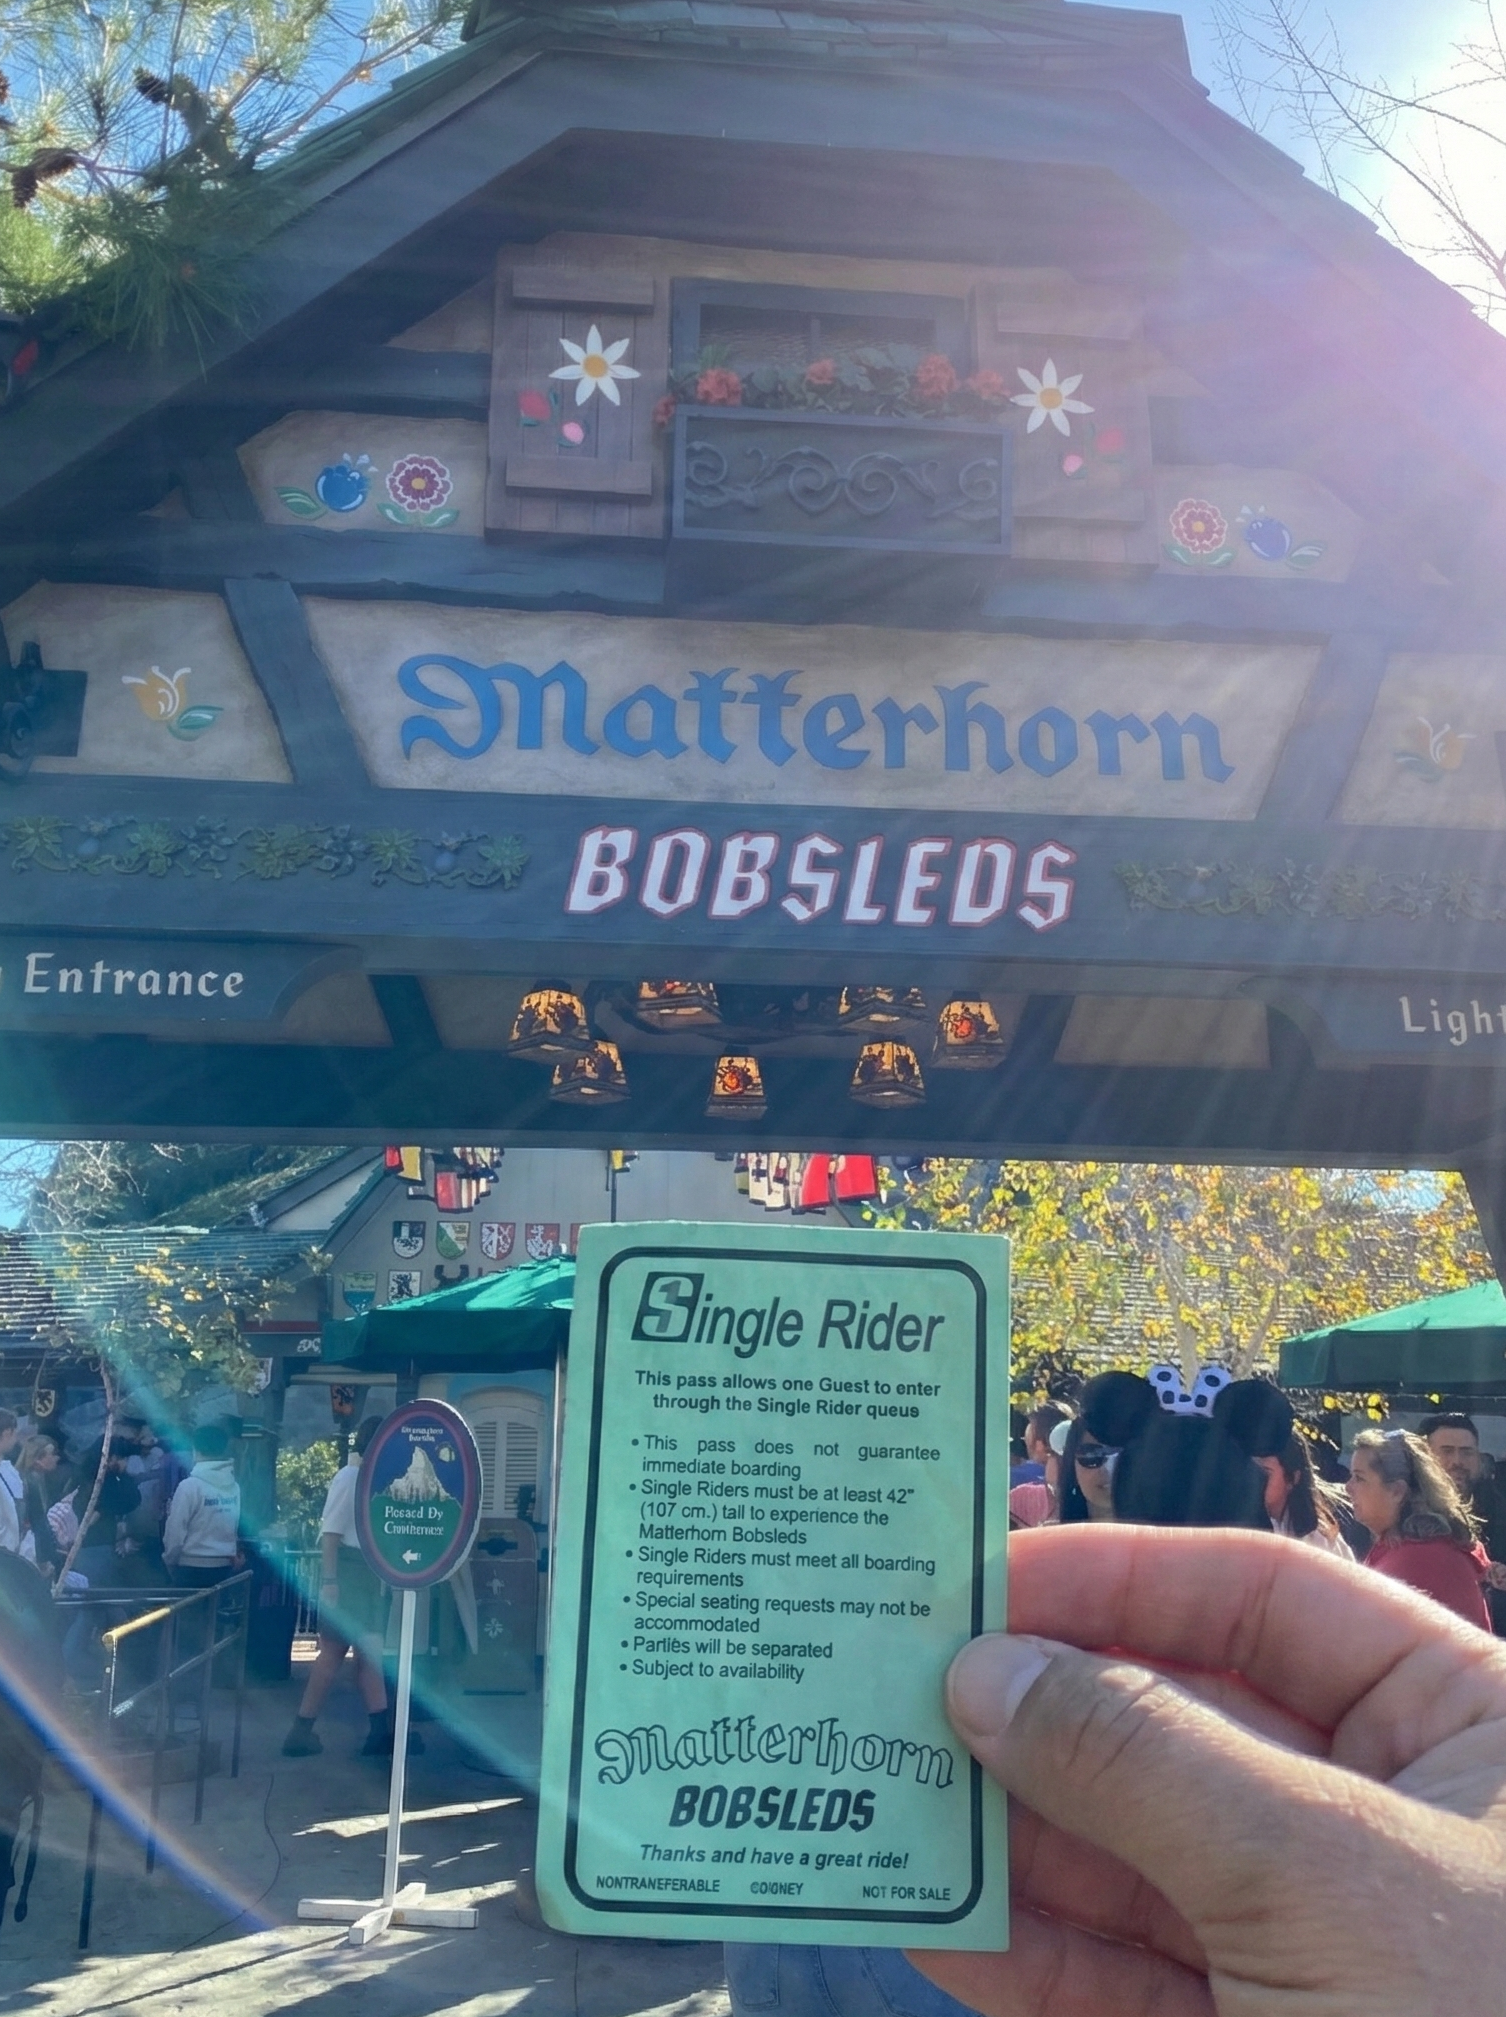 Matterhorn
BOBSLEDS
Entrance
Light
Single Rider
This pass allows one Guest to enter
through the Single Rider queus
• This pass does not guarantee
immediate boarding
• Single Riders must be at least 42"
(107 cm.) tall to experience the
Matterhorn Bobsleds
• Single Riders must meet all boarding
requirements
• Special seating requests may not be
accommodated
• Parties will be separated
• Subject to availability
Matterhorn
BOBSLEDS
Thanks and have a great ride!
NONTRANEFERABLE ©DIGNEY NOT FOR SALE